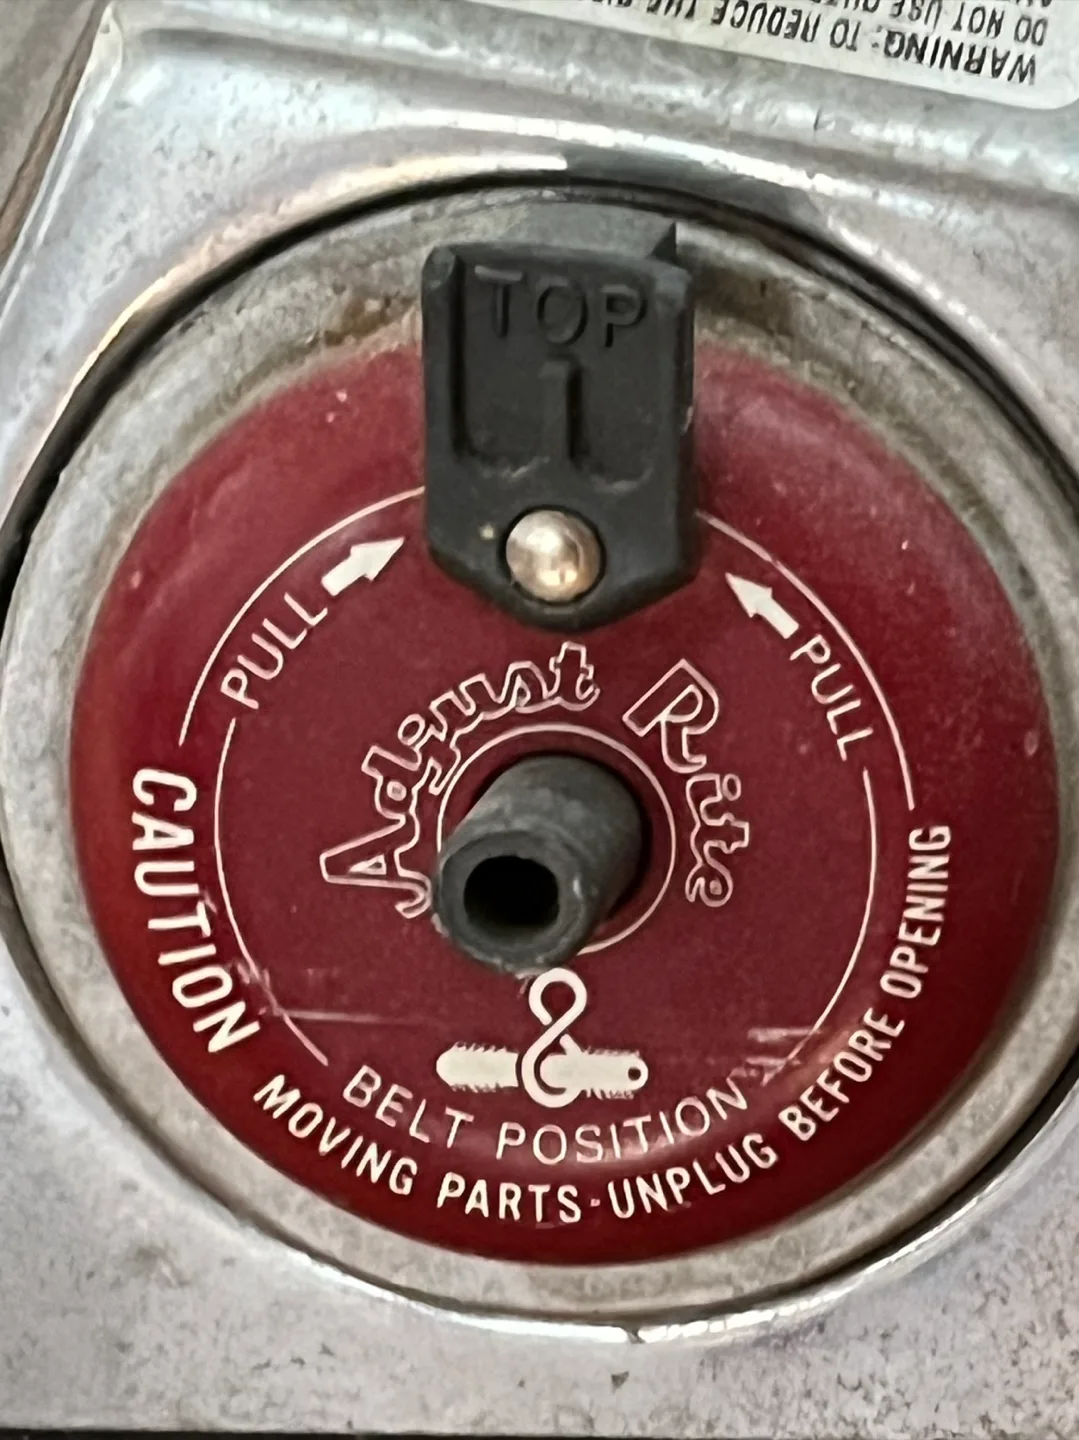 WARNING: TO REDUCE THE
DO NOT USE
TOP
PULL
PULL
Adjust Rite
BELT POSITION
CAUTION
MOVING PARTS-UNPLUG BEFORE OPENING